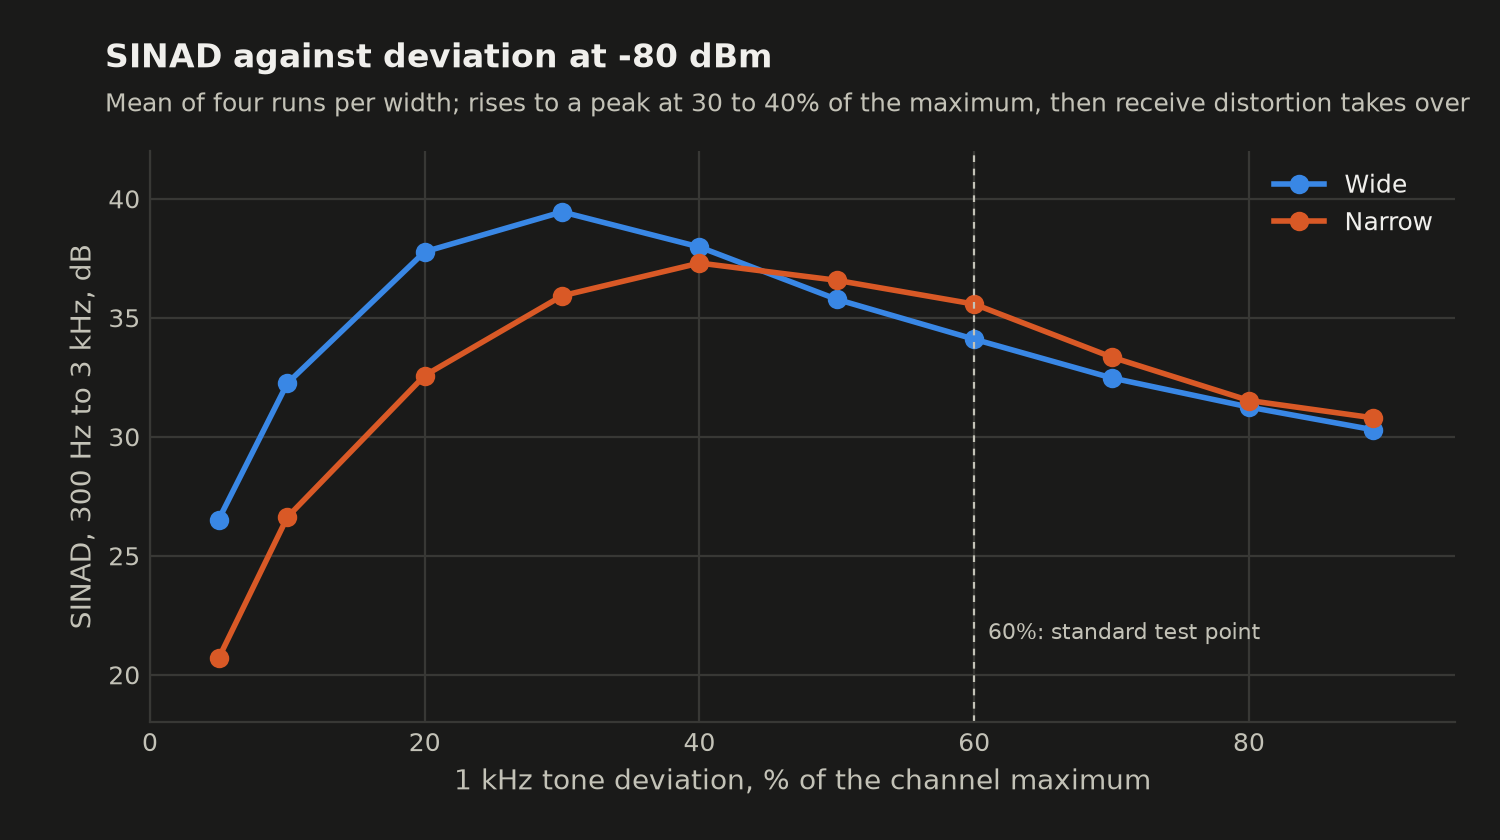 SINAD against deviation at -80 dBm
Mean of four runs per width; rises to a peak at 30 to 40% of the maximum, then receive distortion takes over
Wide
Narrow
SINAD, 300 Hz to 3 kHz, dB
40
35
30
25
20
60%: standard test point
0 20 40 60 80
1 kHz tone deviation, % of the channel maximum